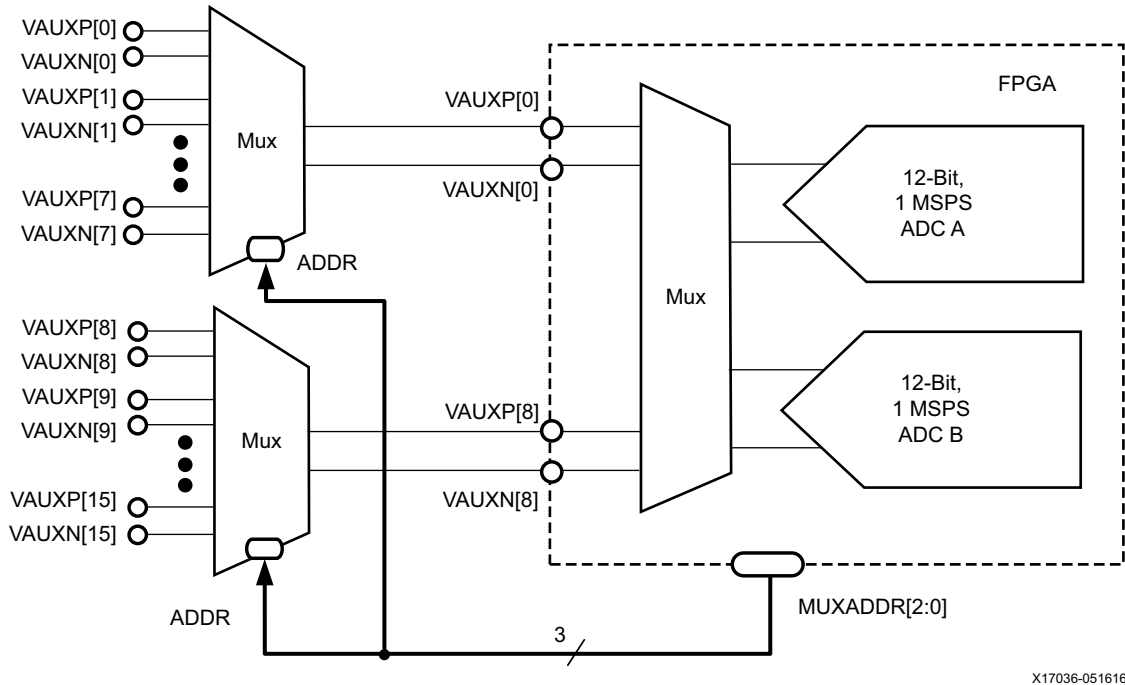 VAUXP[0]
VAUXN[0]
VAUXP[1]
VAUXN[1]
VAUXP[7]
VAUXN[7]
Mux
ADDR
VAUXP[8]
VAUXN[8]
VAUXP[9]
VAUXN[9]
VAUXP[15]
VAUXN[15]
Mux
ADDR
VAUXP[0]
VAUXN[0]
VAUXP[8]
VAUXN[8]
FPGA
Mux
12-Bit,
1 MSPS
ADC A
12-Bit,
1 MSPS
ADC B
MUXADDR[2:0]
3
X17036-051616